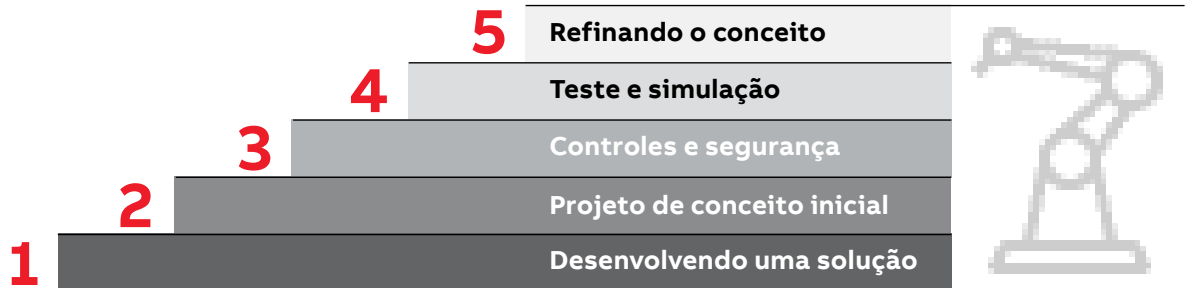 5 Refinando o conceito
4 Teste e simulação
3 Controles e segurança
2 Projeto de conceito inicial
1 Desenvolvendo uma solução